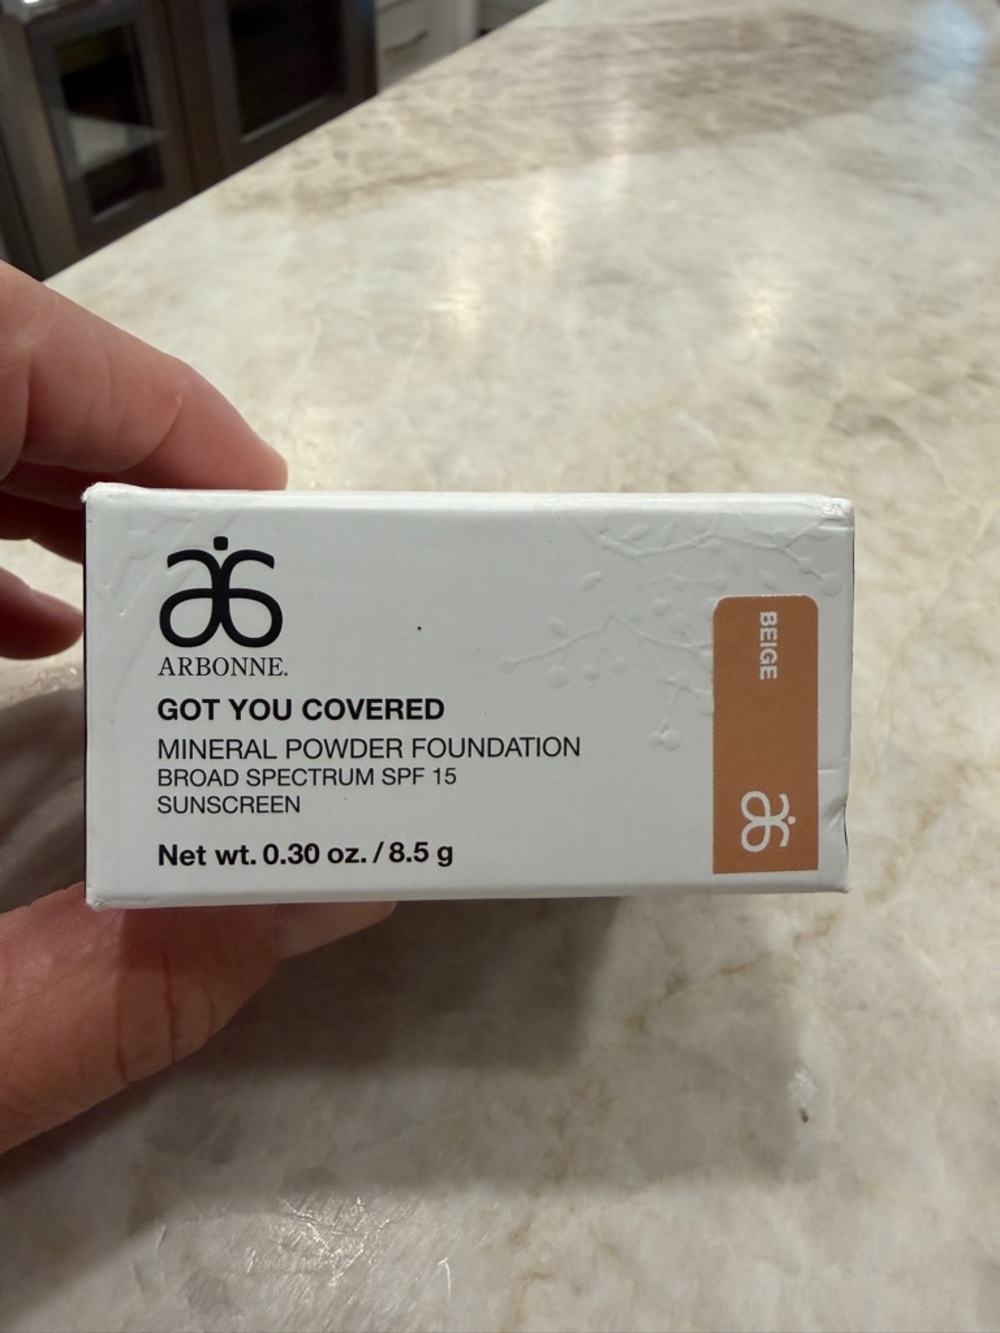 ARBONNE.
GOT YOU COVERED
MINERAL POWDER FOUNDATION
BROAD SPECTRUM SPF 15
SUNSCREEN
Net wt. 0.30 oz. / 8.5 g
BEIGE